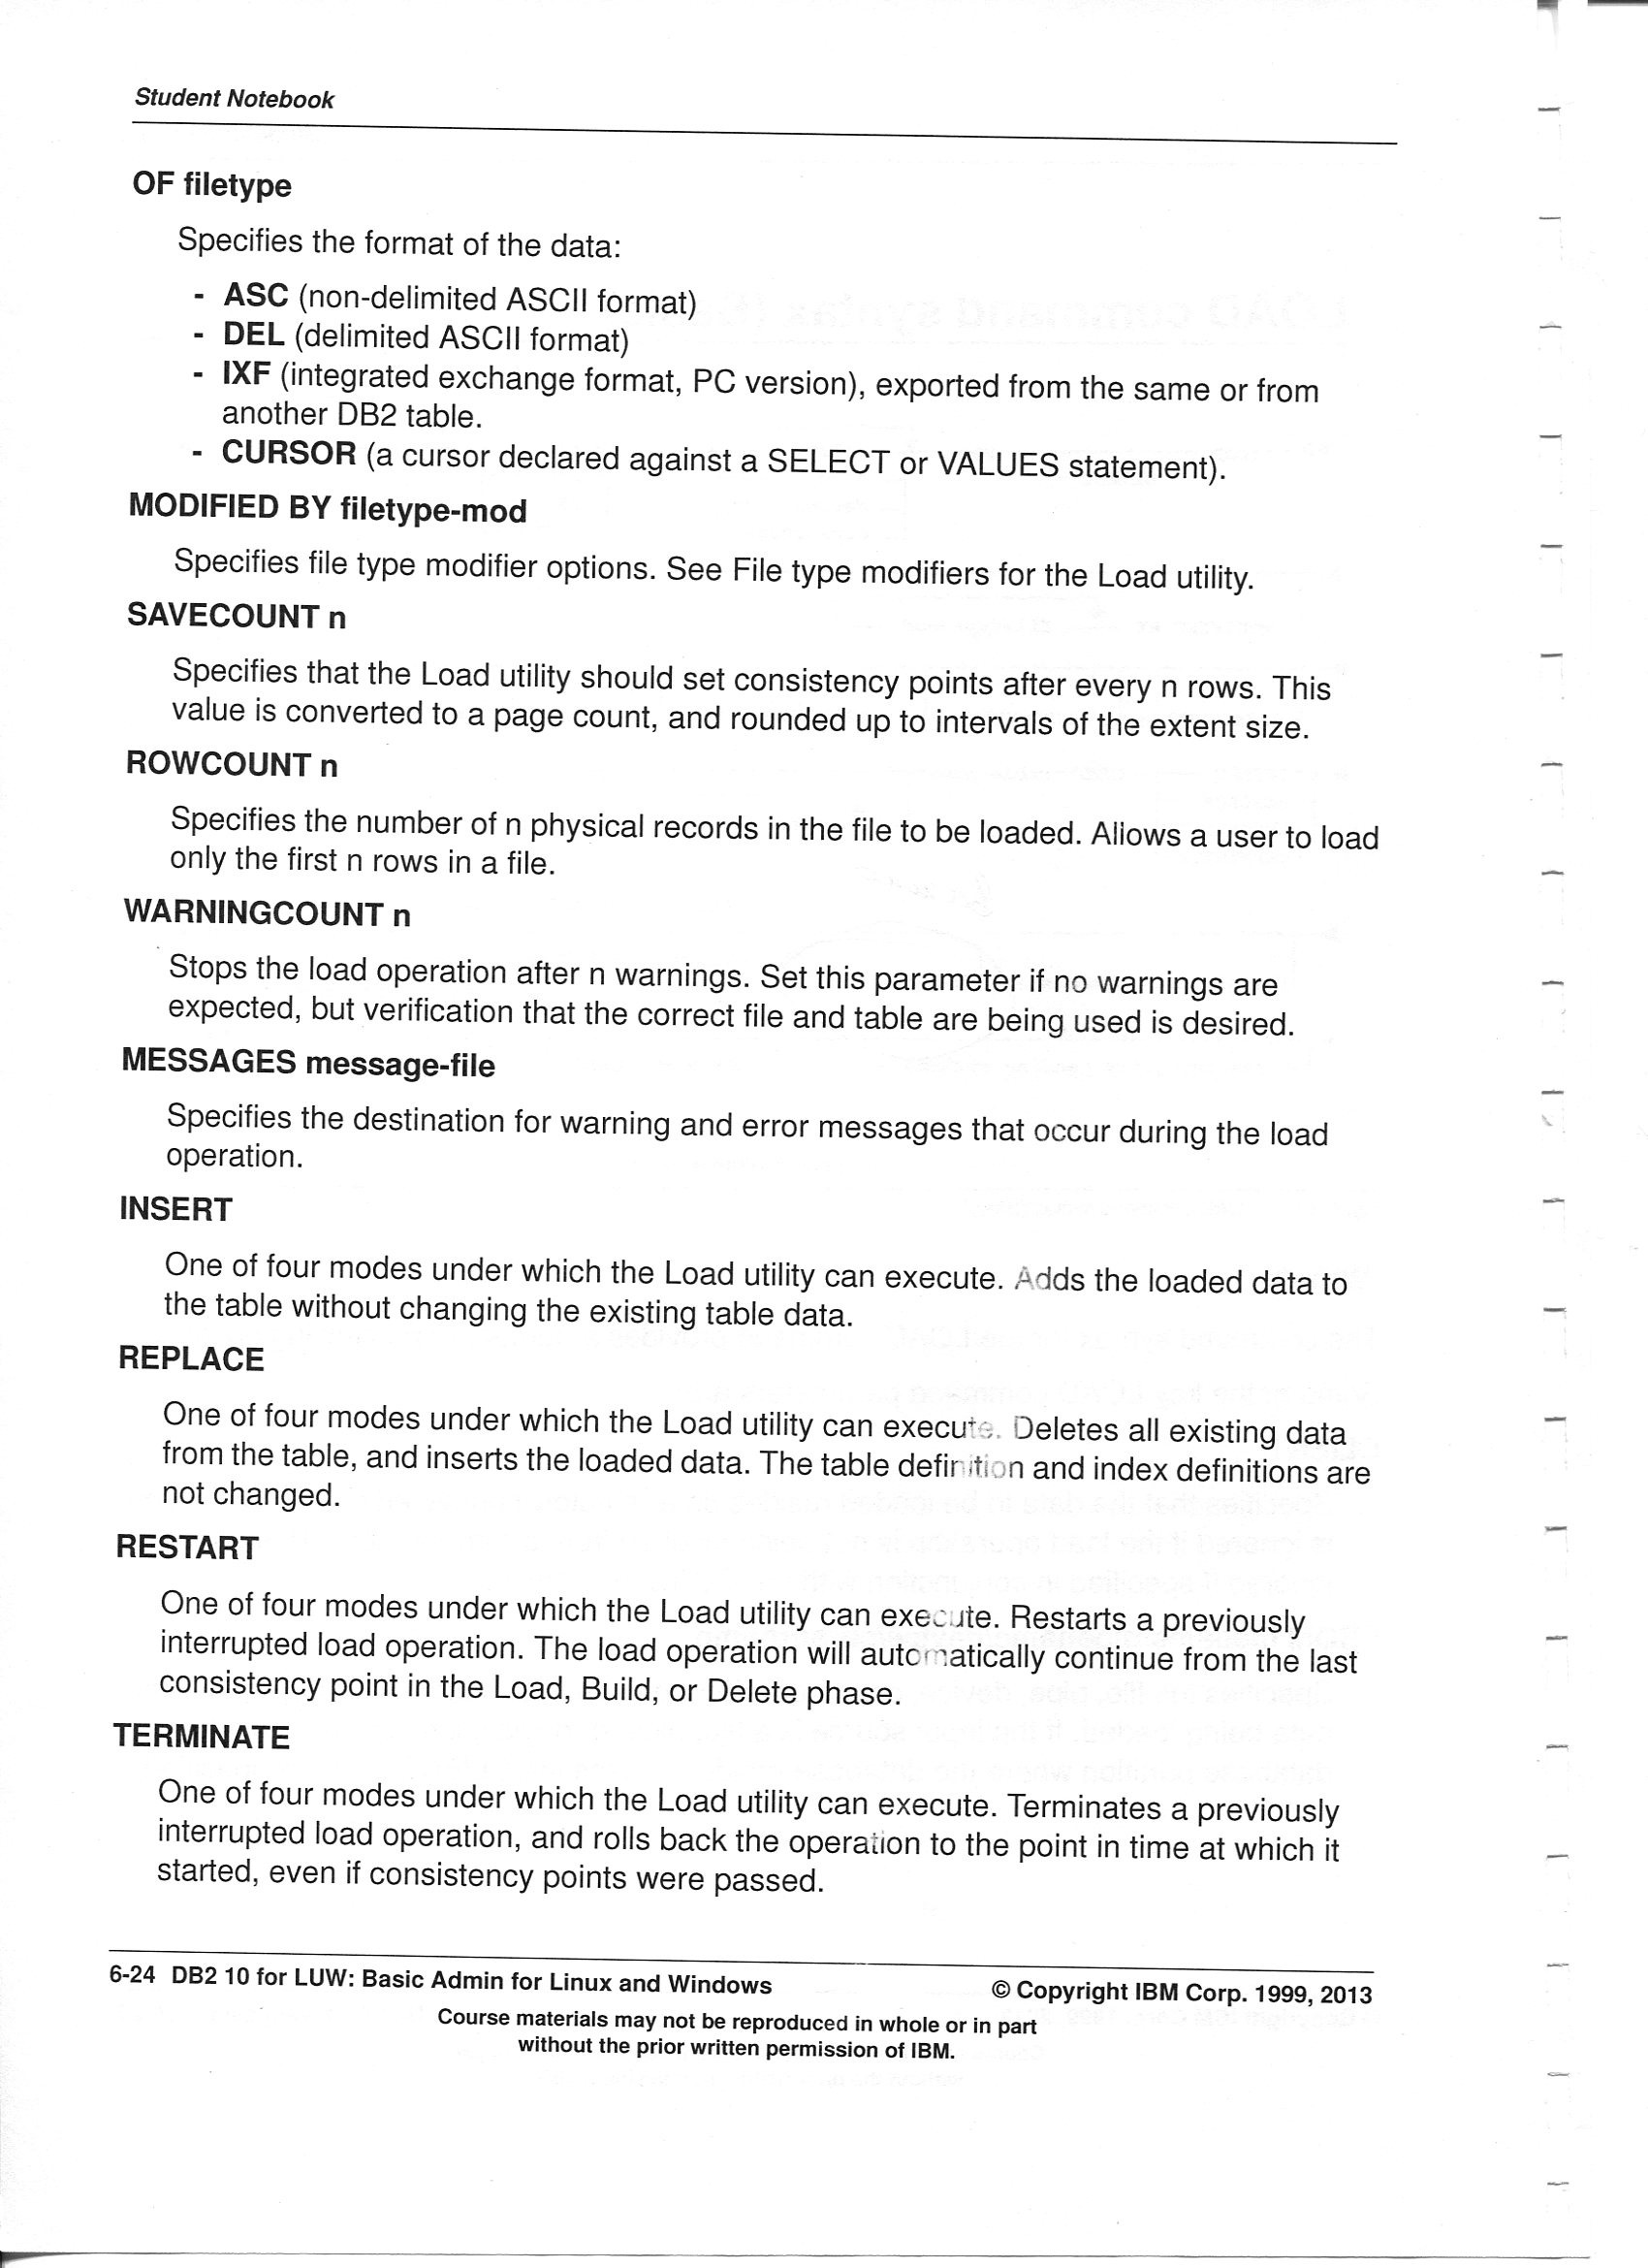 Student Notebook
OF filetype
Specifies the format of the data:
- ASC (non-delimited ASCII format)
- DEL (delimited ASCII format)
- IXF (integrated exchange format, PC version), exported from the same or from
another DB2 table.
- CURSOR (a cursor declared against a SELECT or VALUES statement).
MODIFIED BY filetype-mod
Specifies file type modifier options. See File type modifiers for the Load utility.
SAVECOUNT n
Specifies that the Load utility should set consistency points after every n rows. This
value is converted to a page count, and rounded up to intervals of the extent size.
ROWCOUNT n
Specifies the number of n physical records in the file to be loaded. Allows a user to load
only the first n rows in a file.
WARNINGCOUNT n
Stops the load operation after n warnings. Set this parameter if no warnings are
expected, but verification that the correct file and table are being used is desired.
MESSAGES message-file
Specifies the destination for warning and error messages that occur during the load
operation.
INSERT
One of four modes under which the Load utility can execute. Adds the loaded data to
the table without changing the existing table data.
REPLACE
One of four modes under which the Load utility can execute. Deletes all existing data
from the table, and inserts the loaded data. The table definition and index definitions are
not changed.
RESTART
One of four modes under which the Load utility can execute. Restarts a previously
interrupted load operation. The load operation will automatically continue from the last
consistency point in the Load, Build, or Delete phase.
TERMINATE
One of four modes under which the Load utility can execute. Terminates a previously
interrupted load operation, and rolls back the operation to the point in time at which it
started, even if consistency points were passed.
6-24 DB2 10 for LUW: Basic Admin for Linux and Windows © Copyright IBM Corp. 1999, 2013
Course materials may not be reproduced in whole or in part
without the prior written permission of IBM.